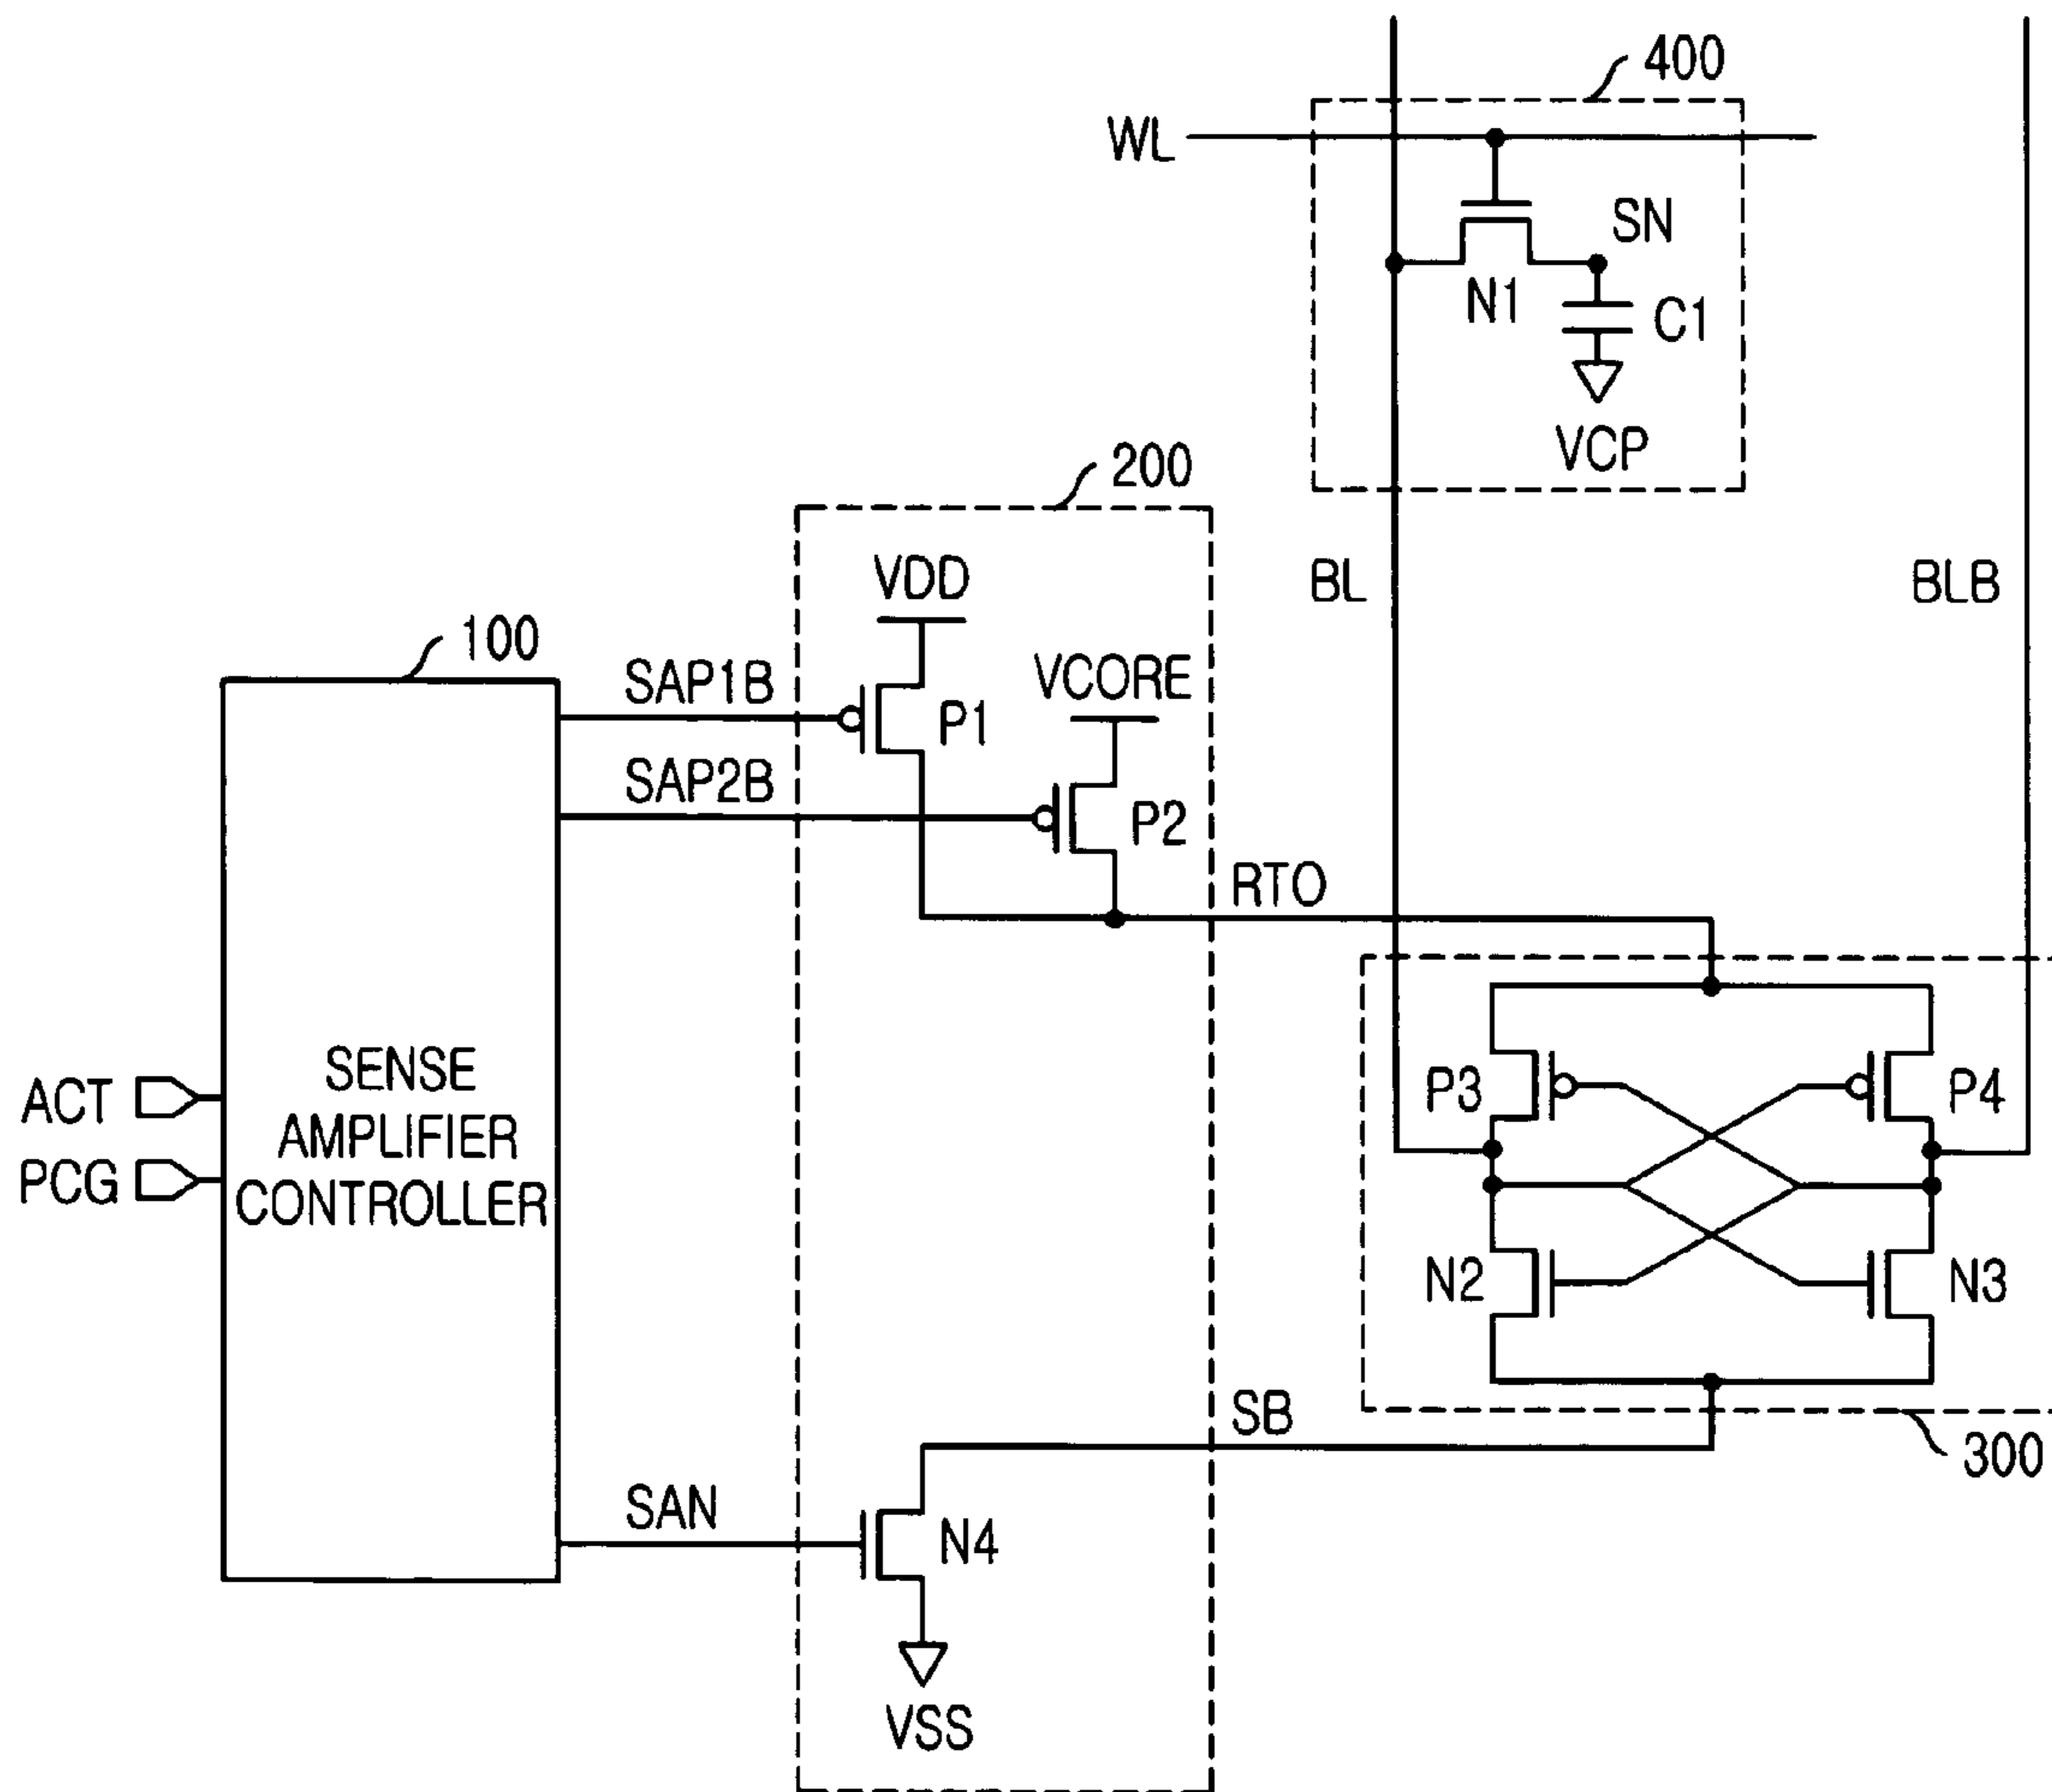 400
WL
SN
N1
C1
VCP
200
VDD
BL
BLB
100
SAP1B
VCORE
P1
SAP2B
P2
RTO
SENSE
AMPLIFIER
CONTROLLER
ACT
PCG
P3
P4
N2
N3
SB
300
SAN
N4
VSS